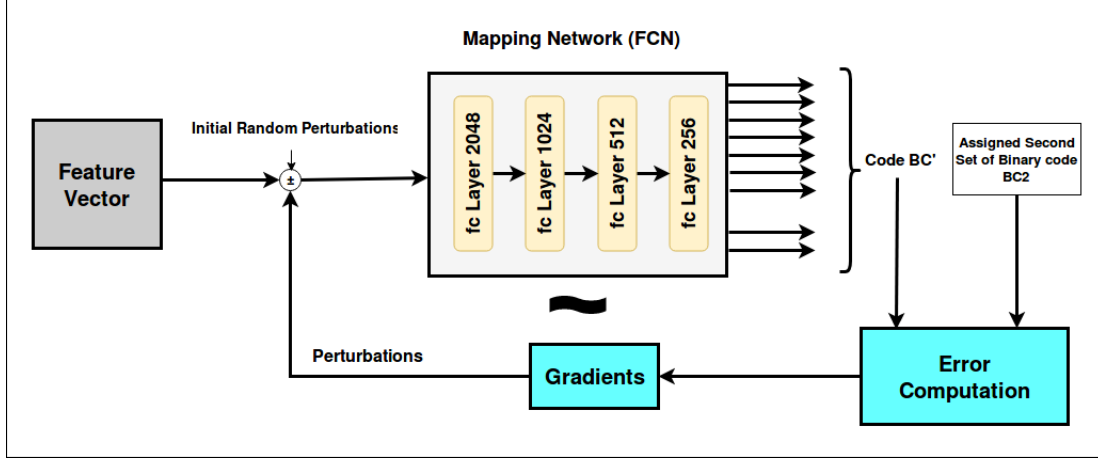 Mapping Network (FCN)
Initial Random Perturbations
Feature
Vector
±
fc Layer 2048
fc Layer 1024
fc Layer 512
fc Layer 256
Code BC'
Assigned Second
Set of Binary code
BC2
Perturbations
Gradients
Error
Computation